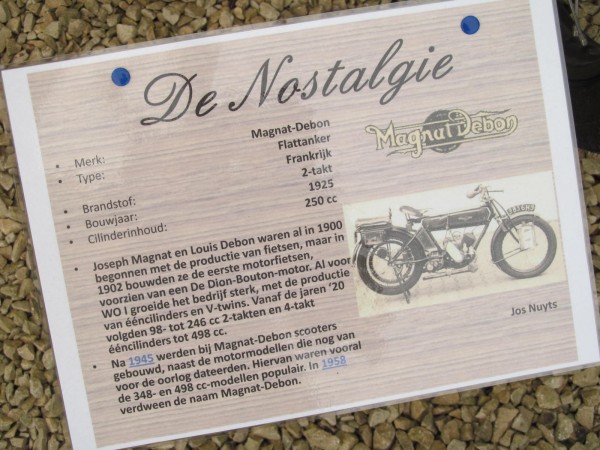 De Nostalgie
• Merk: Magnat-Debon
• Type: Flattanker
Frankrijk
• Brandstof: 2-takt
• Bouwjaar: 1925
• Cilinderinhoud: 250 cc
Magnat Debon
• Joseph Magnat en Louis Debon waren al in 1900
begonnen met de productie van fietsen, maar in
1902 bouwden ze de eerste motorfietsen,
voorzien van een De Dion-Bouton-motor. Al voor
WO I groeide het bedrijf sterk, met de productie
van ééncilinders en V-twins. Vanaf de jaren ‘20
volgden 98- tot 246 cc 2-takten en 4-takt
ééncilinders tot 498 cc.
• Na 1945 werden bij Magnat-Debon scooters
gebouwd, naast de motormodellen die nog van
voor de oorlog dateerden. Hiervan waren vooral
de 348- en 498 cc-modellen populair. In 1958
verdween de naam Magnat-Debon.
Jos Nuyts